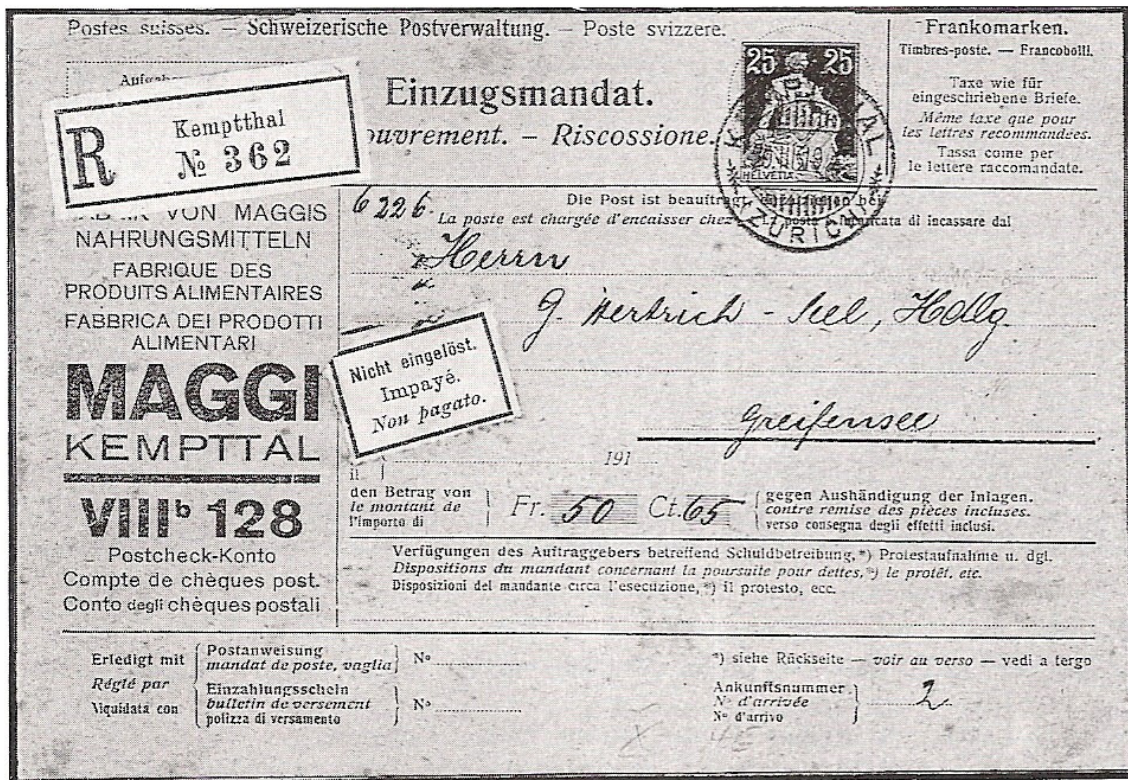 Postes suisses. — Schweizerische Postverwaltung. — Poste svizzere.
Frankomarken.
Timbres-poste. — Francobolli.
Taxe wie für
eingeschriebene Briefe.
Même taxe que pour
les lettres recommandées.
Tassa come per
le lettere raccomandate.
25 25
HELVETIA
ZÜRICH
Einzugsmandat.
ouvrement. – Riscossione.
R
Kemptthal
No 362
VON MAGGIS
NAHRUNGSMITTELN
FABRIQUE DES
PRODUITS ALIMENTAIRES
FABBRICA DEI PRODOTTI
ALIMENTARI
MAGGI
KEMPTTAL
VIIIb 128
Postcheck-Konto
Compte de chèques post.
Conto degli chèques postali
6226.
Die Post ist beauftragt,
La poste est chargée d'encaisser chez di incassare dal
Herrn
G. , Hdlg.
Greifensee
Nicht eingelöst.
Impayé.
Non pagato.
191
il
den Betrag von
le montant de
l'importo di
Fr. 50 Ct. 65
gegen Aushändigung der Inlagen.
contre remise des pièces incluses.
verso consegna degli effetti inclusi.
Verfügungen des Auftraggebers betreffend Schuldbetreibung,*) Protestaufnahme u. dgl.
Dispositions du mandant concernant la poursuite pour dettes,*) le protêt, etc.
Disposizioni del mandante circa l'esecuzione,*) il protesto, ecc.
Erledigt mit
Réglé par
Liquidata con
Postanweisung
mandat de poste, vaglia
No
Einzahlungsschein
bulletin de versement
polizza di versamento
No
*) siehe Rückseite — voir au verso — vedi a tergo
Ankunftsnummer
No d'arrivée
No d'arrivo
2